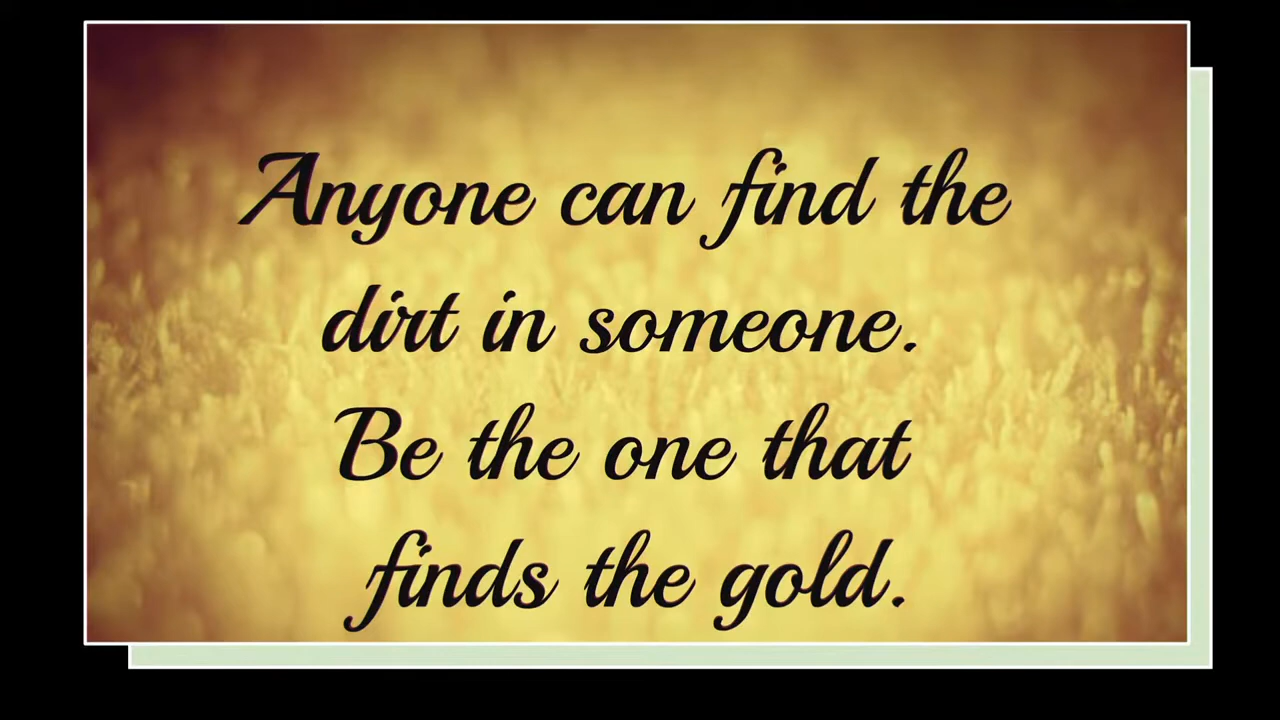 Anyone can find the
dirt in someone.
Be the one that
finds the gold.